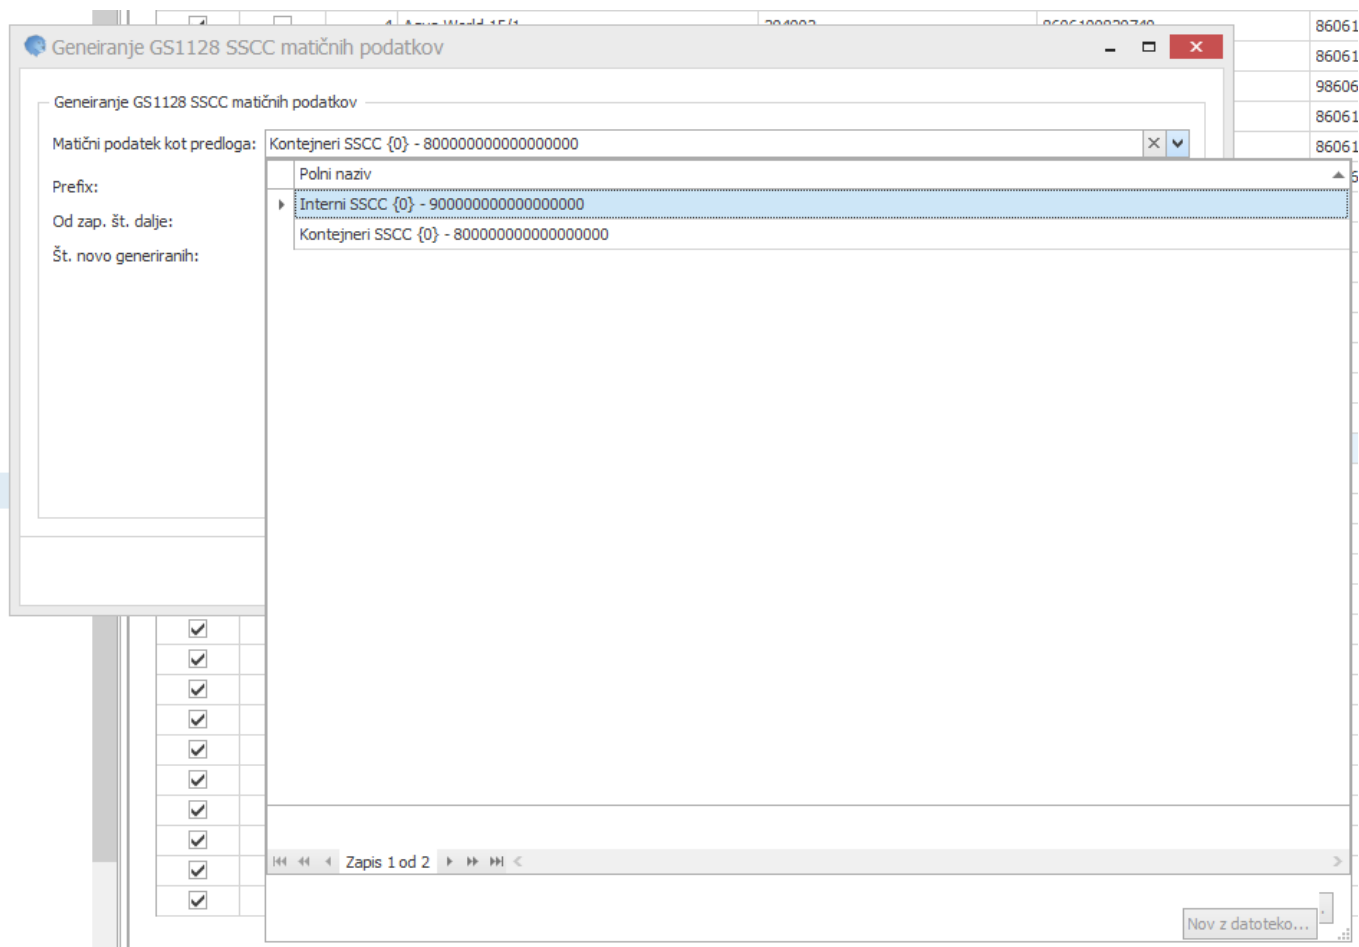 86061
Geneiranje GS1128 SSCC matičnih podatkov
86061
98606
Geneiranje GS1128 SSCC matičnih podatkov
86061
Matični podatek kot predloga: Kontejneri SSCC {0} - 800000000000000000
86061
Polni naziv
6
Prefix:
Interni SSCC {0} - 900000000000000000
Od zap. št. dalje:
Kontejneri SSCC {0} - 800000000000000000
Št. novo generiranih:
Zapis 1 od 2
Nov z datoteko...